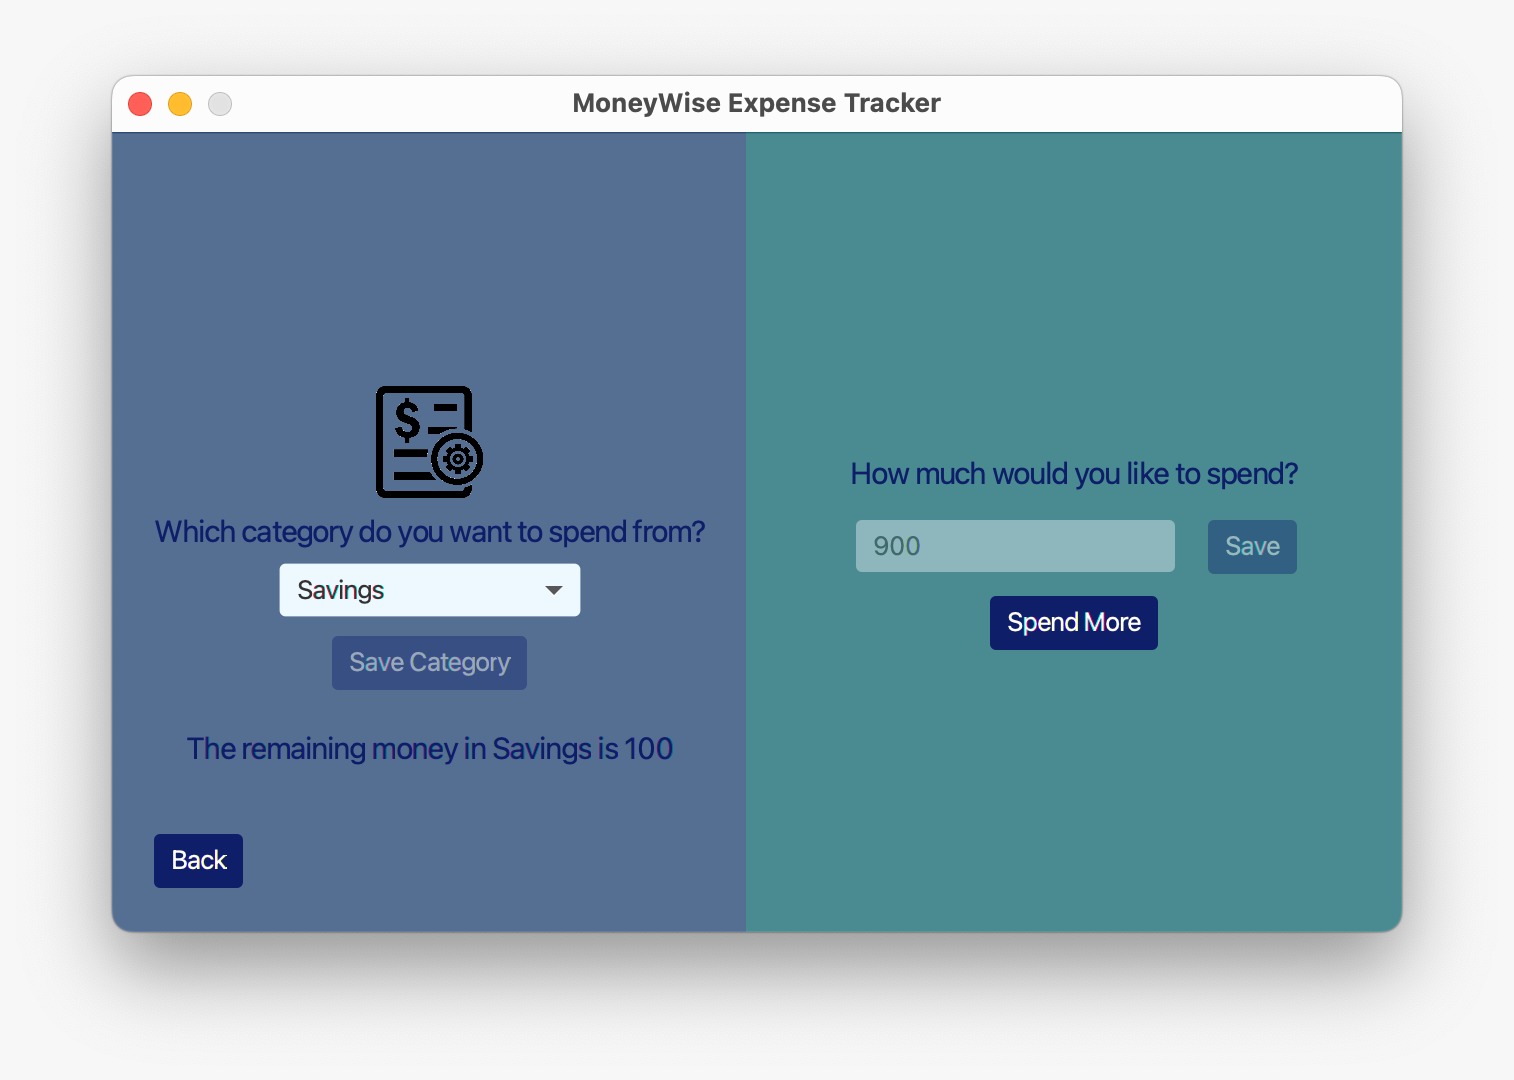 MoneyWise Expense Tracker
$
Which category do you want to spend from?
Savings
Save Category
The remaining money in Savings is 100
Back
How much would you like to spend?
900
Save
Spend More